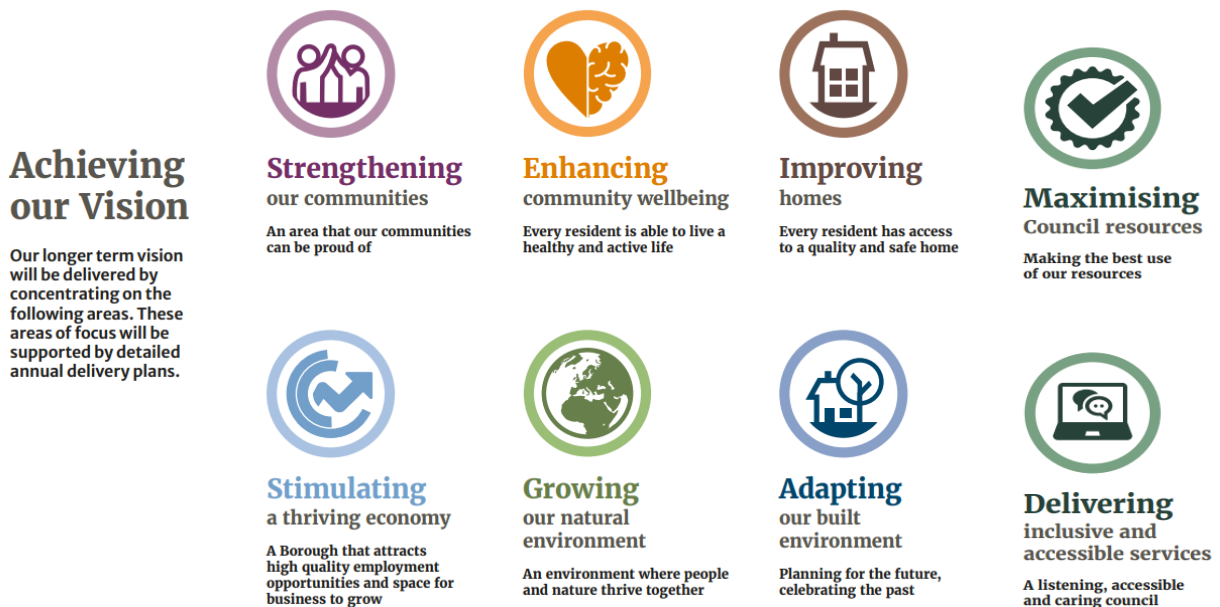 Achieving
our Vision
Our longer term vision
will be delivered by
concentrating on the
following areas. These
areas of focus will be
supported by detailed
annual delivery plans.
Strengthening
our communities
An area that our communities
can be proud of
Enhancing
community wellbeing
Every resident is able to live a
healthy and active life
Improving
homes
Every resident has access
to a quality and safe home
Maximising
Council resources
Making the best use
of our resources
Stimulating
a thriving economy
A Borough that attracts
high quality employment
opportunities and space for
business to grow
Growing
our natural
environment
An environment where people
and nature thrive together
Adapting
our built
environment
Planning for the future,
celebrating the past
Delivering
inclusive and
accessible services
A listening, accessible
and caring council